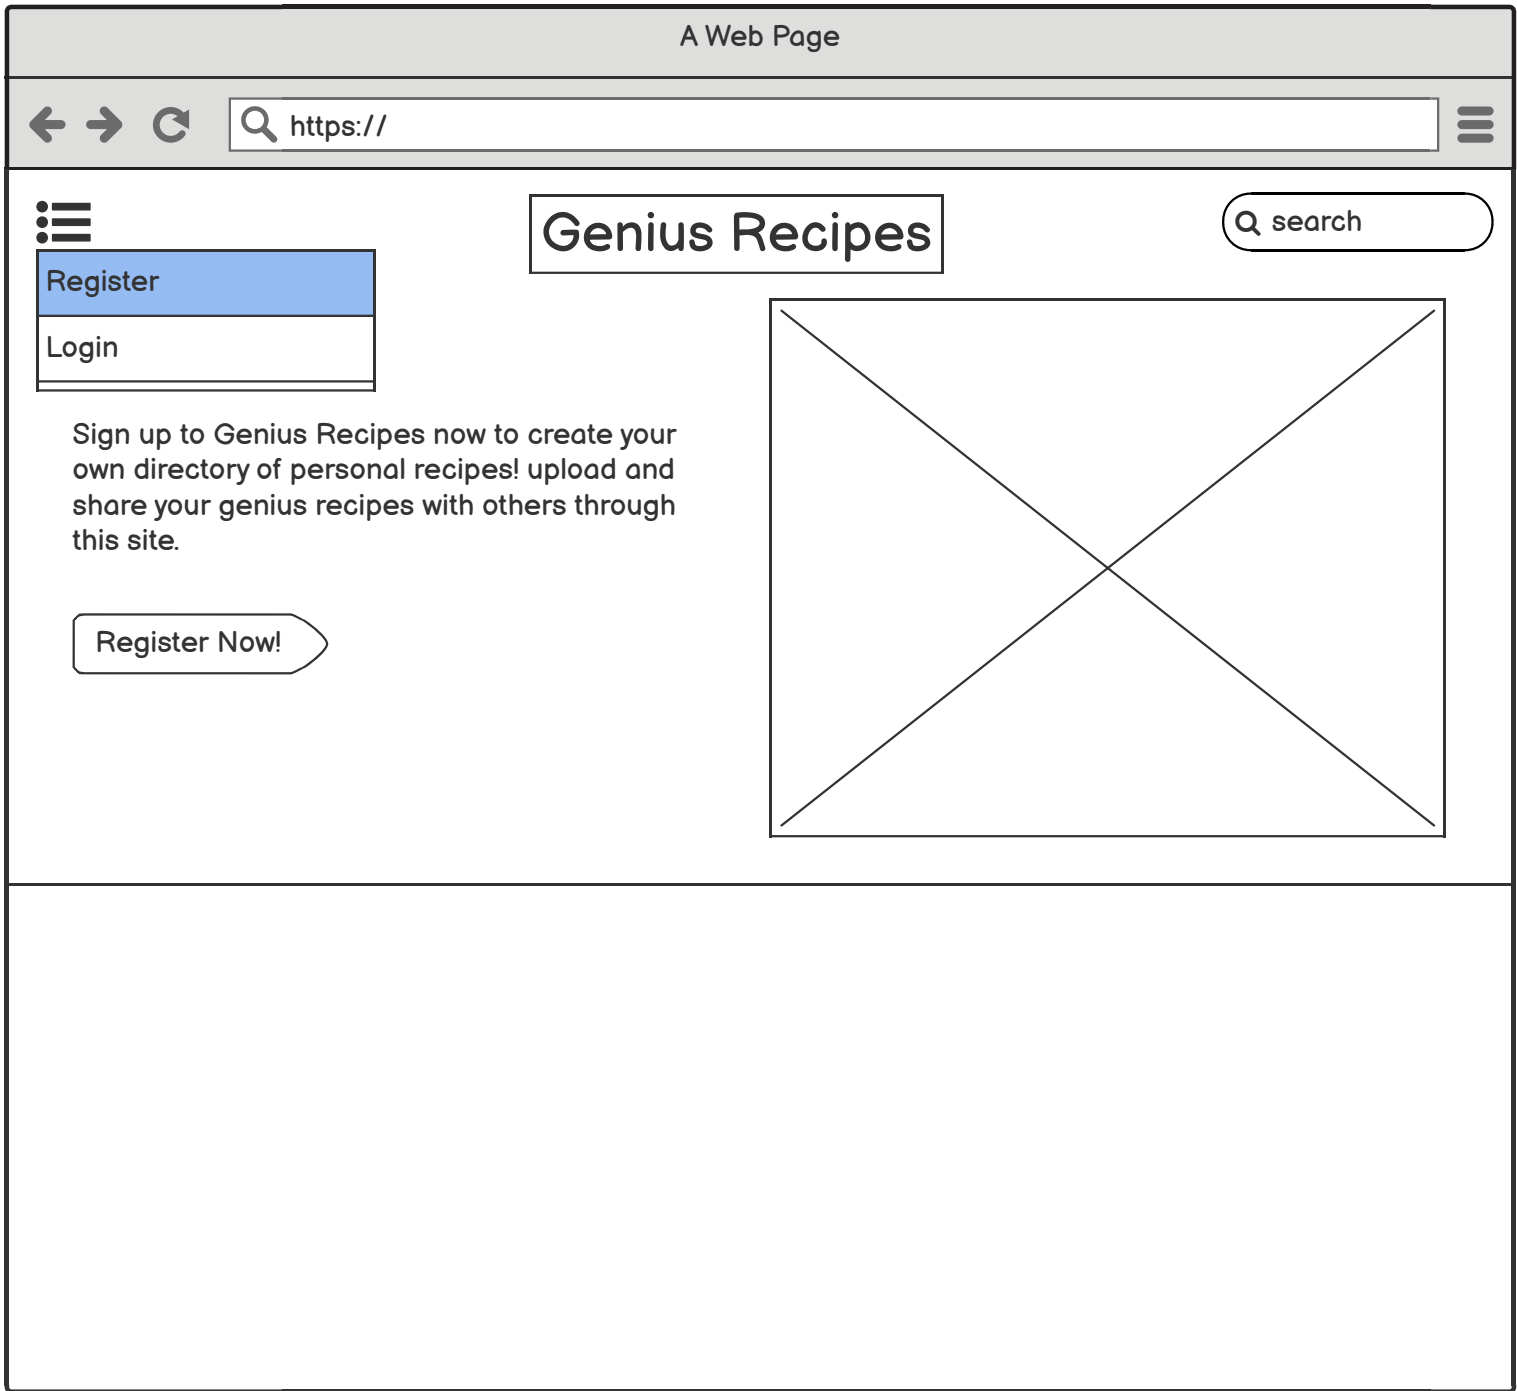 A Web Page
https://
Genius Recipes
search
Register
Login
Sign up to Genius Recipes now to create your
own directory of personal recipes! upload and
share your genius recipes with others through
this site.
Register Now!